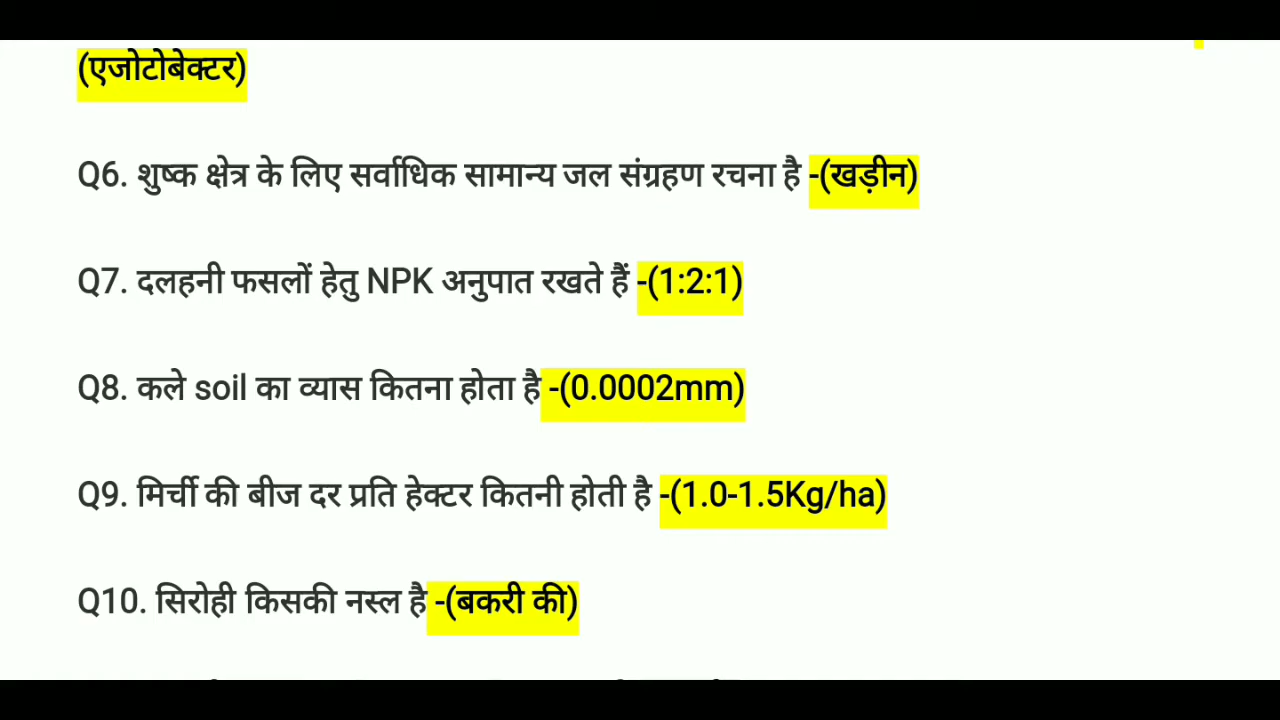 (एजोटोबेक्टर)
Q6. शुष्क क्षेत्र के लिए सर्वाधिक सामान्य जल संग्रहण रचना है -(खड़ीन)
Q7. दलहनी फसलों हेतु NPK अनुपात रखते हैं -(1:2:1)
Q8. कले soil का व्यास कितना होता है -(0.0002mm)
Q9. मिर्ची की बीज दर प्रति हेक्टर कितनी होती है -(1.0-1.5Kg/ha)
Q10. सिरोही किसकी नस्ल है -(बकरी की)